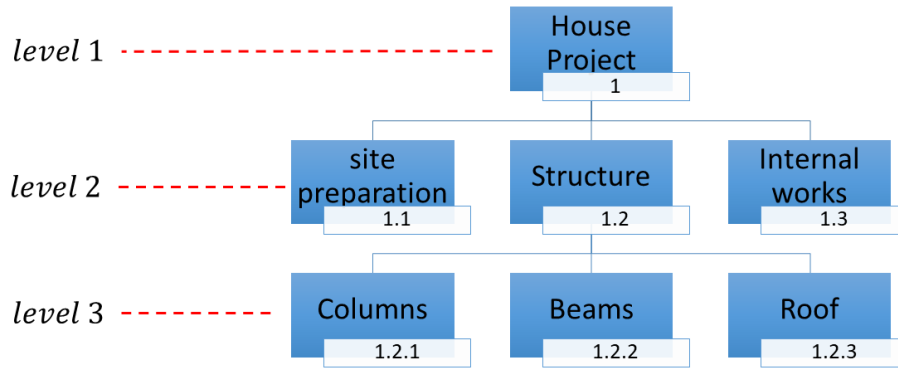 House
Project
level 1
1
site
preparation
Structure
Internal
works
level 2
1.1
1.2
1.3
Columns
Beams
Roof
level 3
1.2.1
1.2.2
1.2.3